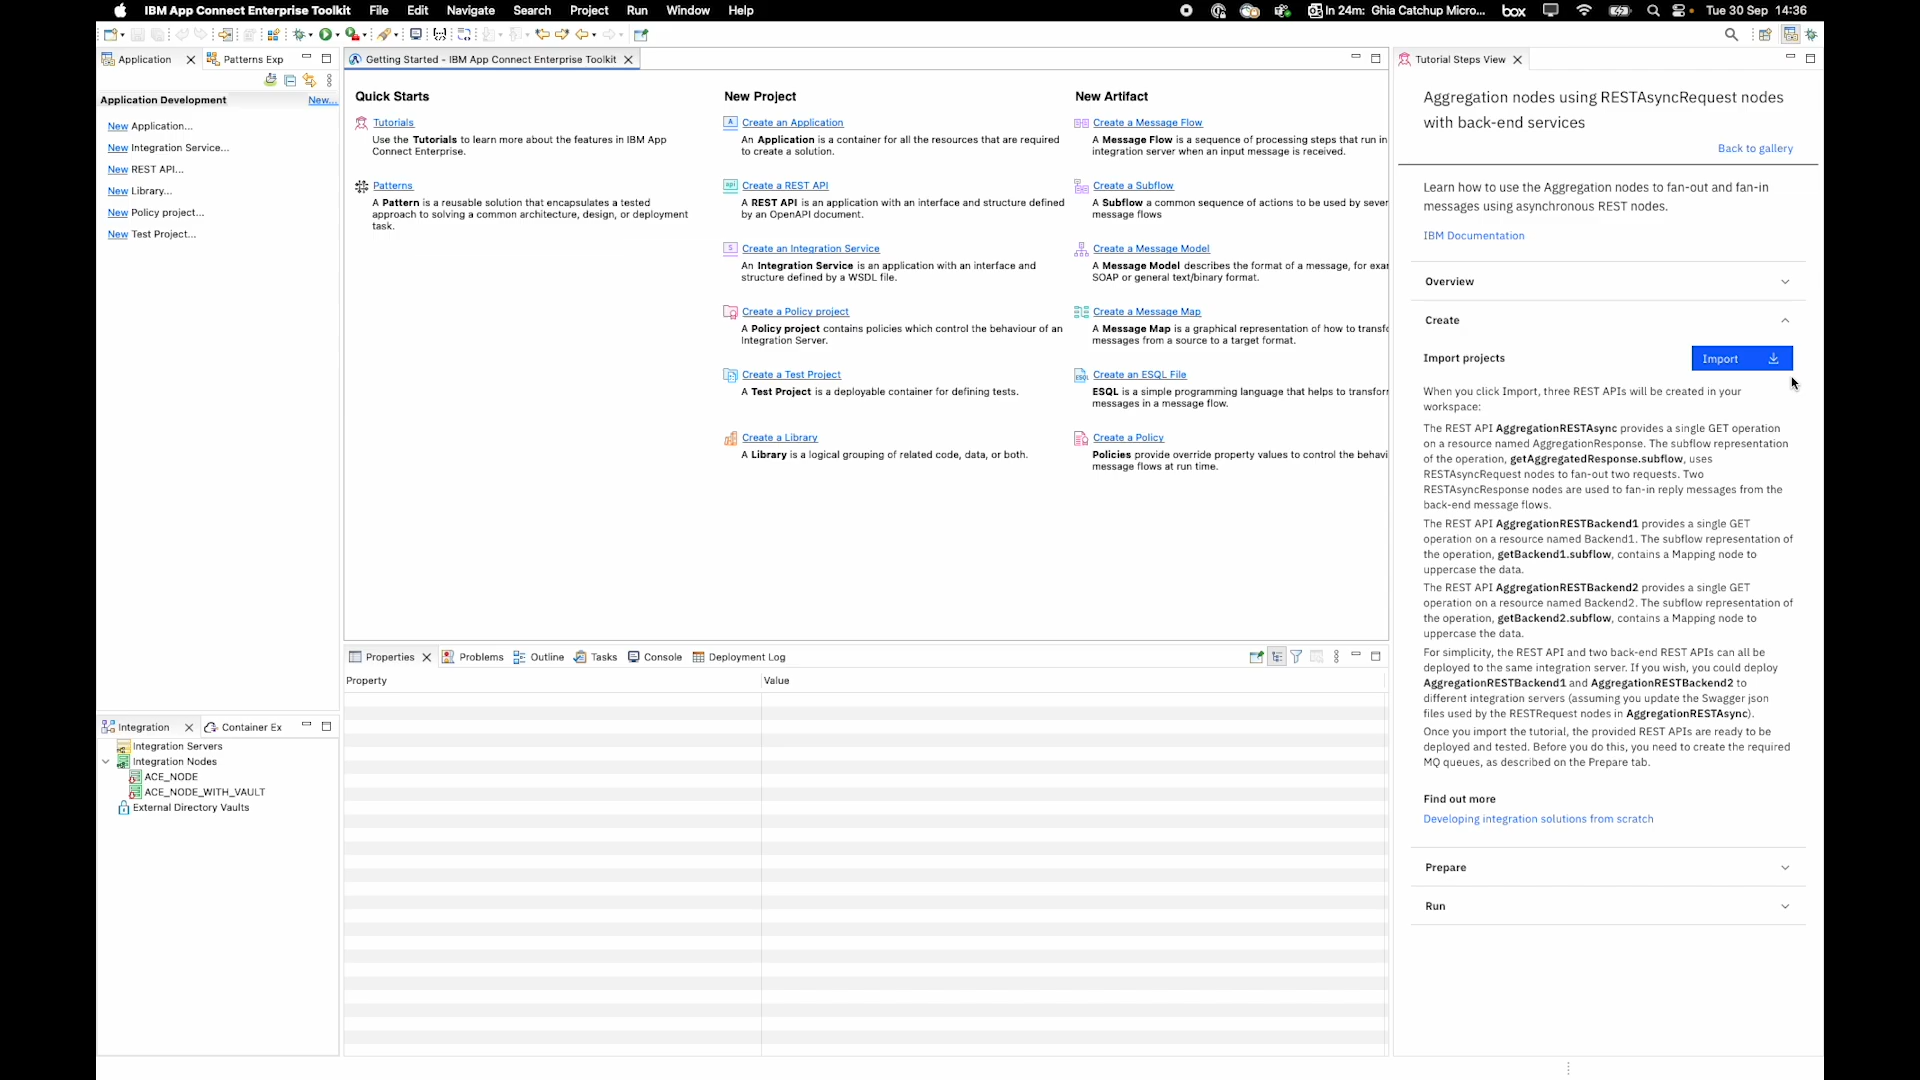 IBM App Connect Enterprise Toolkit File Edit Navigate Search Project Run Window Help In 24m: Ghia Catchup Micro... box Tue 30 Sep 14:36
Application Patterns Exp
Application Development New...
New Application...
New Integration Service...
New REST API...
New Library...
New Policy project...
New Test Project...
Integration Container Ex
Integration Servers
Integration Nodes
ACE_NODE
ACE_NODE_WITH_VAULT
External Directory Vaults
Getting Started - IBM App Connect Enterprise Toolkit
Quick Starts
Tutorials
Use the Tutorials to learn more about the features in IBM App
Connect Enterprise.
Patterns
A Pattern is a reusable solution that encapsulates a tested
approach to solving a common architecture, design, or deployment
task.
New Project
Create an Application
An Application is a container for all the resources that are required
to create a solution.
Create a REST API
A REST API is an application with an interface and structure defined
by an OpenAPI document.
Create an Integration Service
An Integration Service is an application with an interface and
structure defined by a WSDL file.
Create a Policy project
A Policy project contains policies which control the behaviour of an
Integration Server.
Create a Test Project
A Test Project is a deployable container for defining tests.
Create a Library
A Library is a logical grouping of related code, data, or both.
New Artifact
Create a Message Flow
A Message Flow is a sequence of processing steps that run in
integration server when an input message is received.
Create a Subflow
A Subflow a common sequence of actions to be used by sever
message flows
Create a Message Model
A Message Model describes the format of a message, for exar
SOAP or general text/binary format.
Create a Message Map
A Message Map is a graphical representation of how to transfo
messages from a source to a target format.
Create an ESQL File
ESQL is a simple programming language that helps to transfor
messages in a message flow.
Create a Policy
Policies provide override property values to control the behavi
message flows at run time.
Properties Problems Outline Tasks Console Deployment Log
Property Value
Tutorial Steps View
Aggregation nodes using RESTAsyncRequest nodes
with back-end services
Back to gallery
Learn how to use the Aggregation nodes to fan-out and fan-in
messages using asynchronous REST nodes.
IBM Documentation
Overview
Create
Import projects Import
When you click Import, three REST APIs will be created in your
workspace:
The REST API AggregationRESTAsync provides a single GET operation
on a resource named AggregationResponse. The subflow representation
of the operation, getAggregatedResponse.subflow, uses
RESTAsyncRequest nodes to fan-out two requests. Two
RESTAsyncResponse nodes are used to fan-in reply messages from the
back-end message flows.
The REST API AggregationRESTBackend1 provides a single GET
operation on a resource named Backend1. The subflow representation of
the operation, getBackend1.subflow, contains a Mapping node to
uppercase the data.
The REST API AggregationRESTBackend2 provides a single GET
operation on a resource named Backend2. The subflow representation of
the operation, getBackend2.subflow, contains a Mapping node to
uppercase the data.
For simplicity, the REST API and two back-end REST APIs can all be
deployed to the same integration server. If you wish, you could deploy
AggregationRESTBackend1 and AggregationRESTBackend2 to
different integration servers (assuming you update the Swagger json
files used by the RESTRequest nodes in AggregationRESTAsync).
Once you import the tutorial, the provided REST APIs are ready to be
deployed and tested. Before you do this, you need to create the required
MQ queues, as described on the Prepare tab.
Find out more
Developing integration solutions from scratch
Prepare
Run